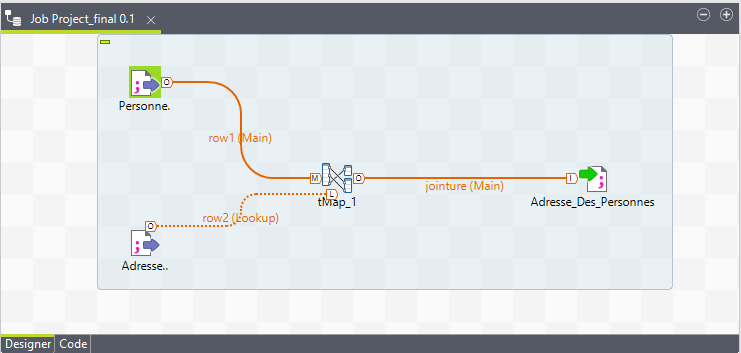 Job Project_final 0.1
Personne.
O
row1 (Main)
M
O
I
L
jointure (Main)
tMap_1
Adresse_Des_Personnes
O
row2 (Lookup)
Adresse..
Designer
Code